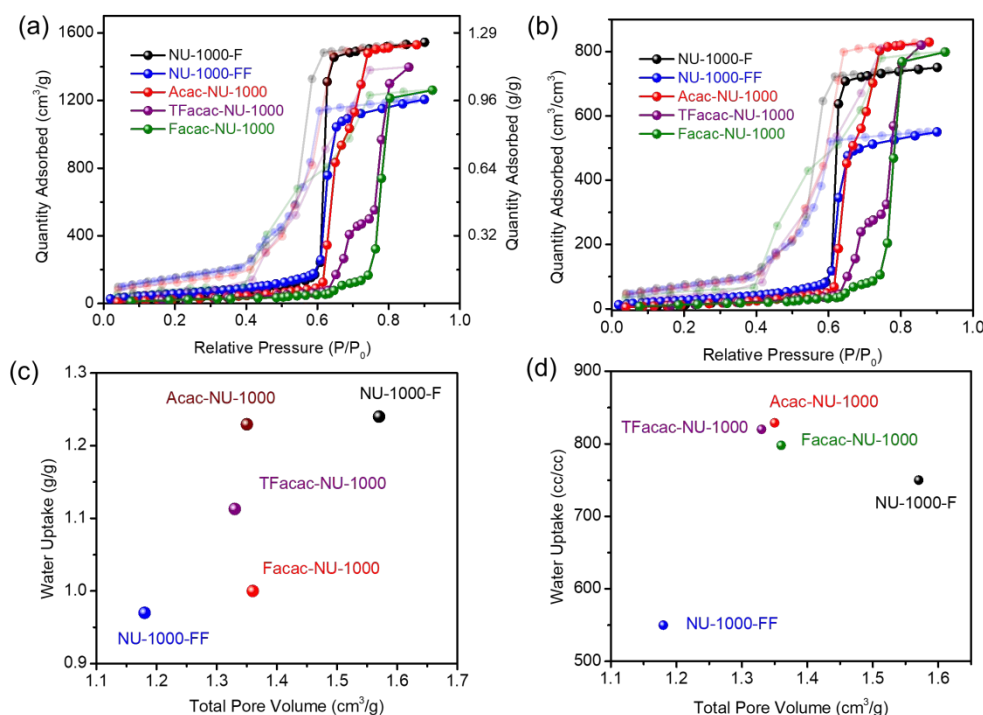 (a)
Quantity Adsorbed (cm³/g)
1600
1200
800
400
0
NU-1000-F
NU-1000-FF
Acac-NU-1000
TFacac-NU-1000
Facac-NU-1000
1.29
0.96
0.64
0.32
Quantity Adsorbed (g/g)
0.0 0.2 0.4 0.6 0.8 1.0
Relative Pressure (P/P₀)
(b)
Quantity Adsorbed (cm³/cm³)
800
600
400
200
0
NU-1000-F
NU-1000-FF
Acac-NU-1000
TFacac-NU-1000
Facac-NU-1000
0.0 0.2 0.4 0.6 0.8 1.0
Relative Pressure (P/P₀)
(c)
Water Uptake (g/g)
1.3
1.2
1.1
1.0
0.9
Acac-NU-1000
NU-1000-F
TFacac-NU-1000
Facac-NU-1000
NU-1000-FF
1.1 1.2 1.3 1.4 1.5 1.6 1.7
Total Pore Volume (cm³/g)
(d)
Water Uptake (cc/cc)
900
800
700
600
500
Acac-NU-1000
TFacac-NU-1000
Facac-NU-1000
NU-1000-F
NU-1000-FF
1.1 1.2 1.3 1.4 1.5 1.6
Total Pore Volume (cm³/g)